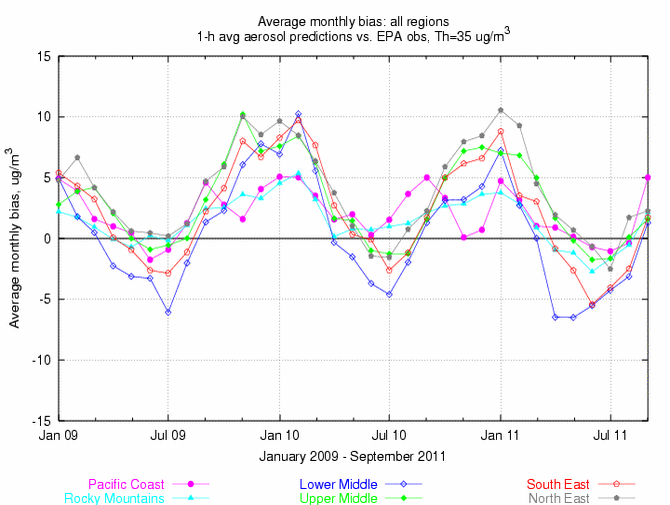 Average monthly bias: all regions
1-h avg aerosol predictions vs. EPA obs, Th=35 ug/m3
15
10
5
0
-5
-10
-15
Average monthly bias, ug/m3
Jan 09 Jul 09 Jan 10 Jul 10 Jan 11 Jul 11
January 2009 - September 2011
Pacific Coast Lower Middle South East
Rocky Mountains Upper Middle North East